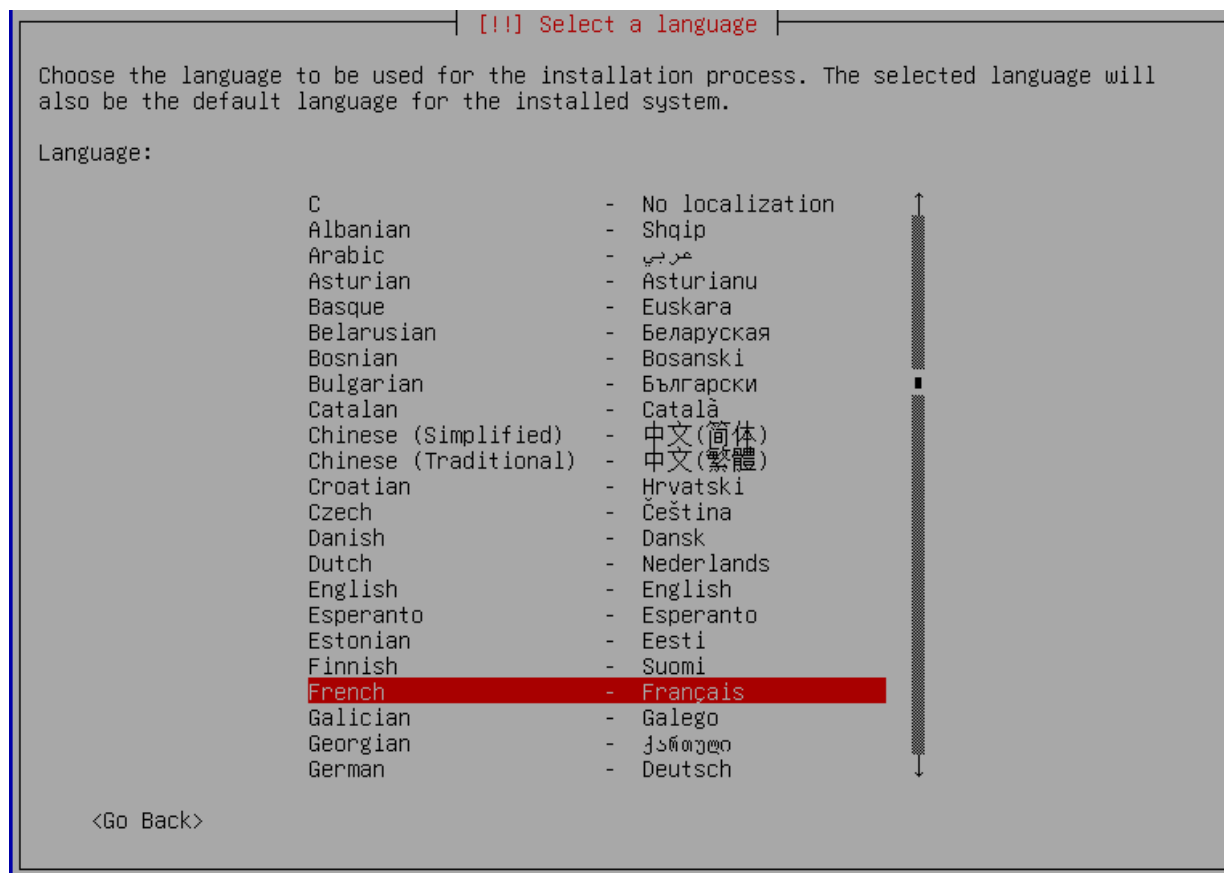 [!!] Select a language
Choose the language to be used for the installation process. The selected language will
also be the default language for the installed system.
Language:
C - No localization
Albanian - Shqip
Arabic - عربي
Asturian - Asturianu
Basque - Euskara
Belarusian - Беларуская
Bosnian - Bosanski
Bulgarian - Български
Catalan - Català
Chinese (Simplified) - 中文(简体)
Chinese (Traditional) - 中文(繁體)
Croatian - Hrvatski
Czech - Čeština
Danish - Dansk
Dutch - Nederlands
English - English
Esperanto - Esperanto
Estonian - Eesti
Finnish - Suomi
French - Français
Galician - Galego
Georgian - ქართული
German - Deutsch
<Go Back>